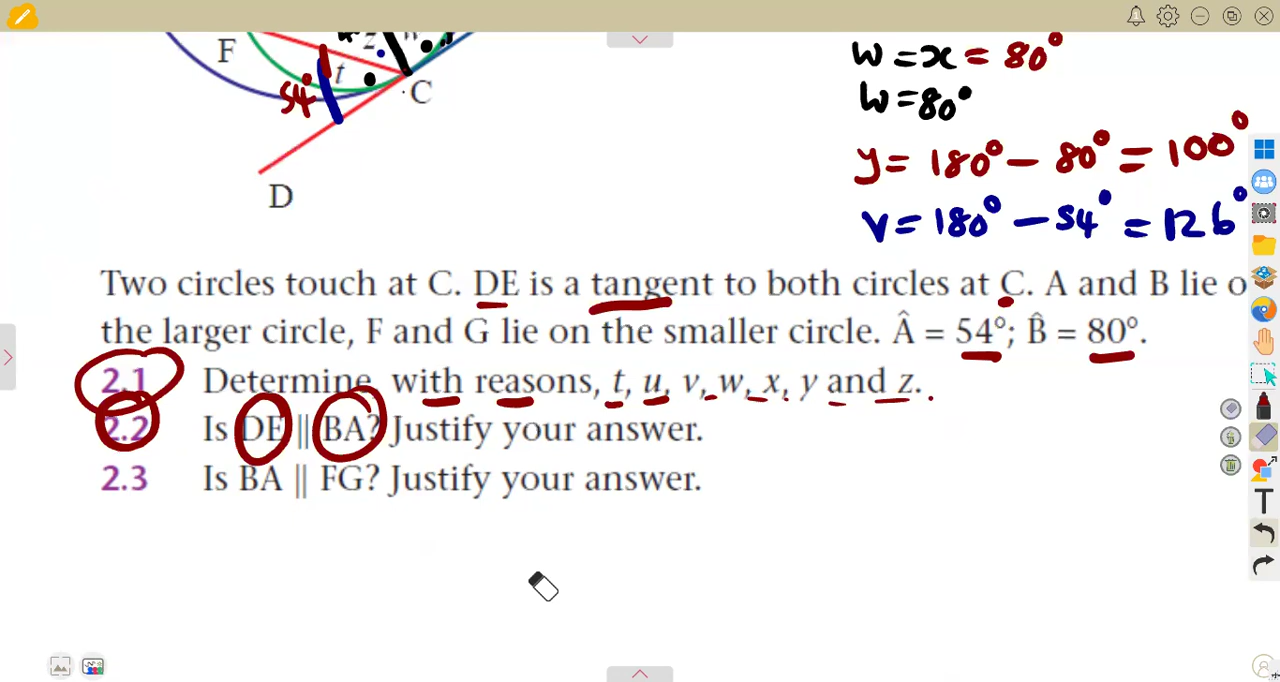 F
z
t
54°
C
D
w = x = 80°
w = 80°
y = 180° - 80° = 100°
v = 180° - 54° = 126°
Two circles touch at C. DE is a tangent to both circles at C. A and B lie o
the larger circle, F and G lie on the smaller circle. Â = 54°; B̂ = 80°.
2.1 Determine, with reasons, t, u, v, w, x, y and z.
2.2 Is DE || BA? Justify your answer.
2.3 Is BA || FG? Justify your answer.
T